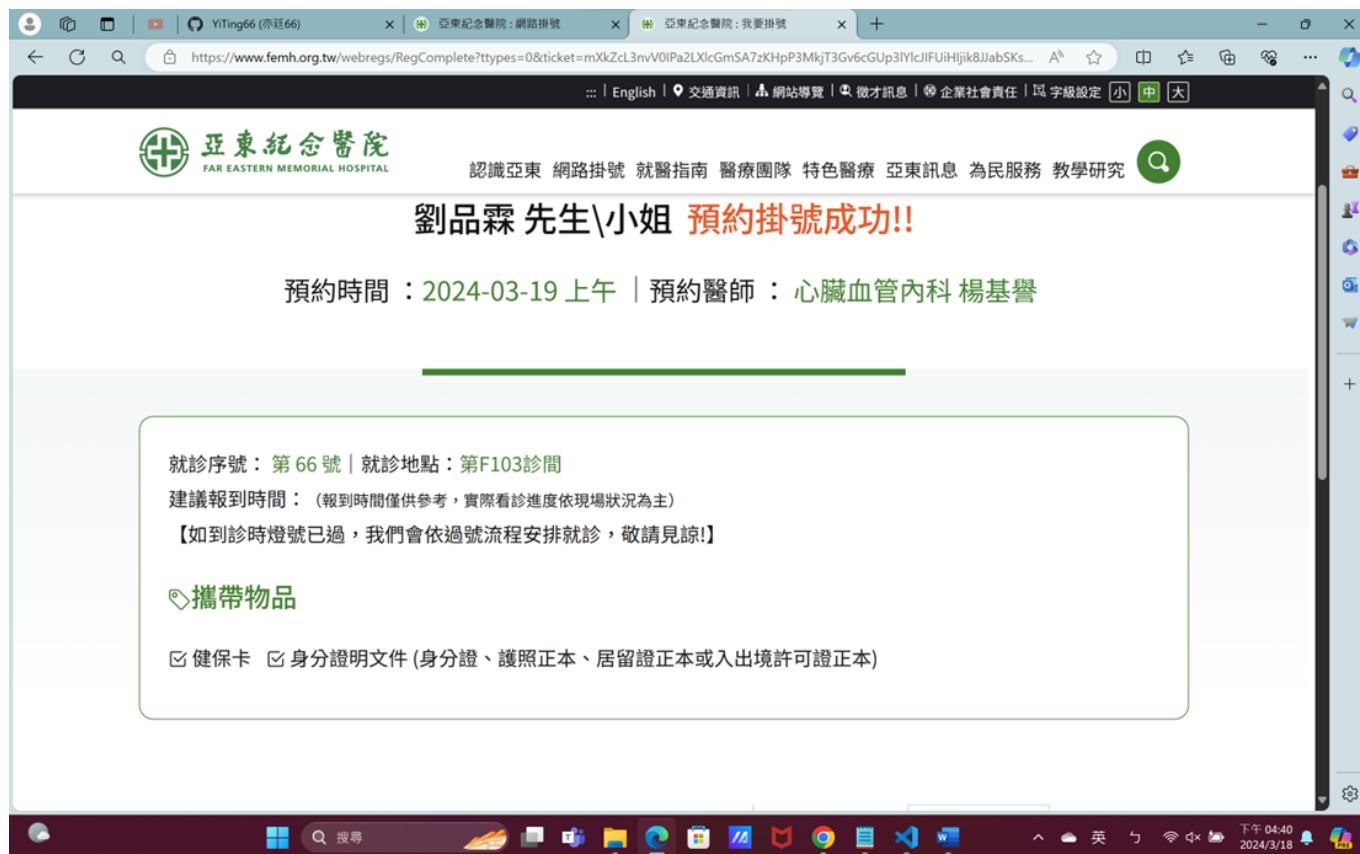 YiTing66 (亦廷66)
亞東紀念醫院 : 網路掛號
亞東紀念醫院 : 我要掛號
https://www.femh.org.tw/webregs/RegComplete?ttypes=0&ticket=
::: | English | 交通資訊 | 網站導覽 | 徵才訊息 | 企業社會責任 | 字級設定 小 中 大
亞東紀念醫院
FAR EASTERN MEMORIAL HOSPITAL
認識亞東 網路掛號 就醫指南 醫療團隊 特色醫療 亞東訊息 為民服務 教學研究
劉品霖 先生\小姐 預約掛號成功!!
預約時間 ：2024-03-19 上午 ｜預約醫師 ： 心臟血管內科 楊基譽
就診序號： 第 66 號｜就診地點：第F103診間
建議報到時間：（報到時間僅供參考，實際看診進度依現場狀況為主）
【如到診時燈號已過，我們會依過號流程安排就診，敬請見諒!】
攜帶物品
健保卡 身分證明文件 (身分證、護照正本、居留證正本或入出境許可證正本)
搜尋
英
ㄅ
下午 04:40
2024/3/18